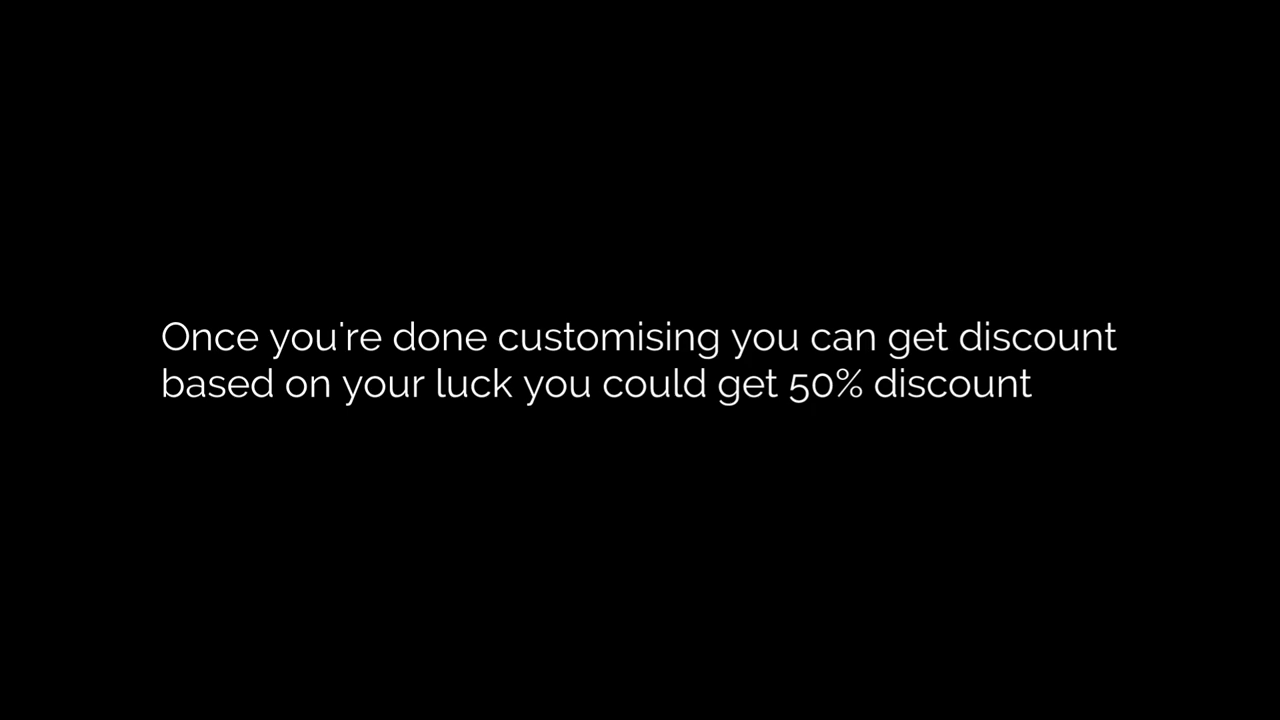 Once you're done customising you can get discount
based on your luck you could get 50% discount